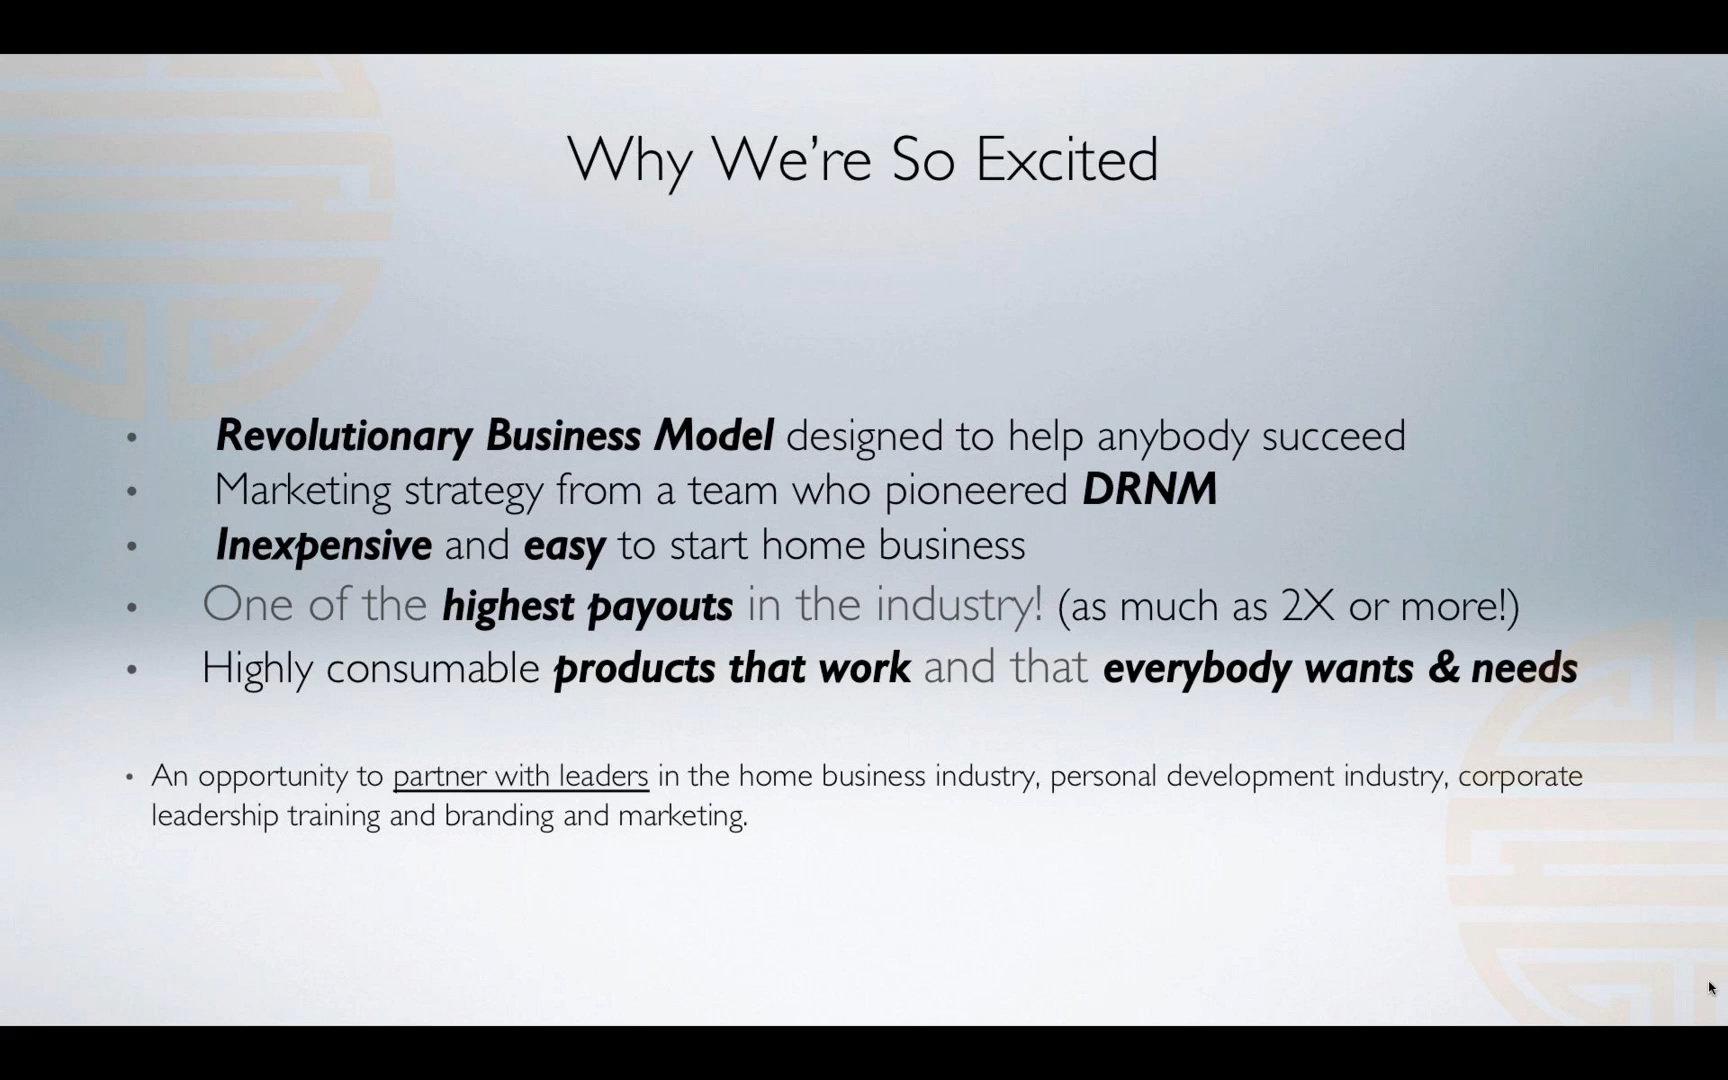 Why We’re So Excited
• Revolutionary Business Model designed to help anybody succeed
• Marketing strategy from a team who pioneered DRNM
• Inexpensive and easy to start home business
• One of the highest payouts in the industry! (as much as 2X or more!)
• Highly consumable products that work and that everybody wants & needs
• An opportunity to partner with leaders in the home business industry, personal development industry, corporate
leadership training and branding and marketing.